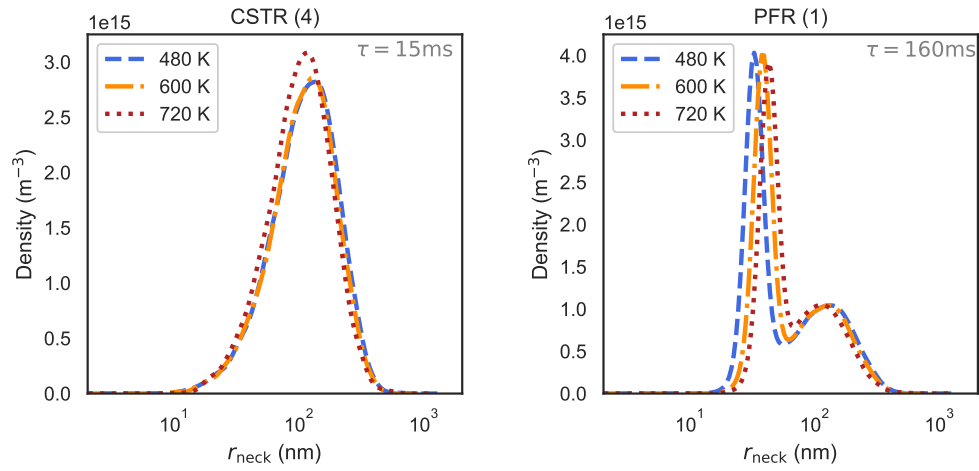 CSTR (4)
1e15
τ = 15ms
480 K
600 K
720 K
3.0
2.5
2.0
1.5
1.0
0.5
0.0
Density (m⁻³)
10¹
10²
10³
r_neck (nm)
PFR (1)
1e15
τ = 160ms
480 K
600 K
720 K
4.0
3.5
3.0
2.5
2.0
1.5
1.0
0.5
0.0
Density (m⁻³)
10¹
10²
10³
r_neck (nm)